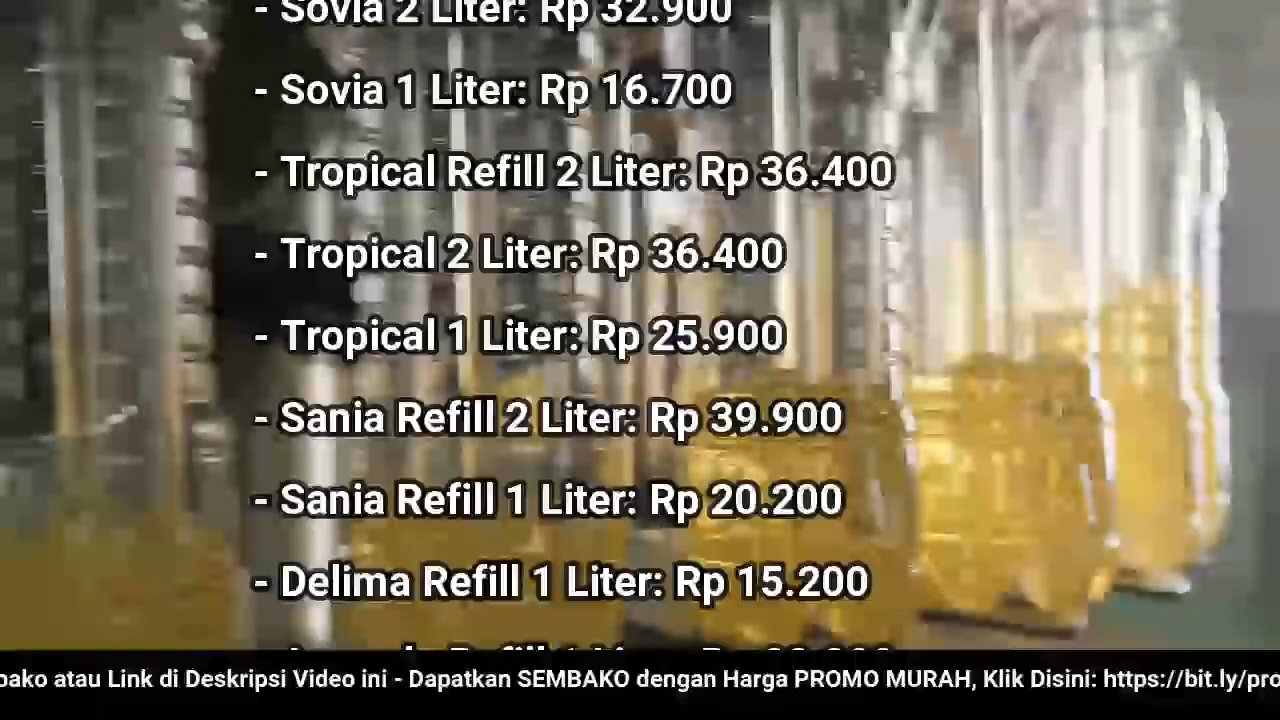 - Sovia 2 Liter: Rp 32.900
- Sovia 1 Liter: Rp 16.700
- Tropical Refill 2 Liter: Rp 36.400
- Tropical 2 Liter: Rp 36.400
- Tropical 1 Liter: Rp 25.900
- Sania Refill 2 Liter: Rp 39.900
- Sania Refill 1 Liter: Rp 20.200
- Delima Refill 1 Liter: Rp 15.200
bako atau Link di Deskripsi Video ini - Dapatkan SEMBAKO dengan Harga PROMO MURAH, Klik Disini: https://bit.ly/pro